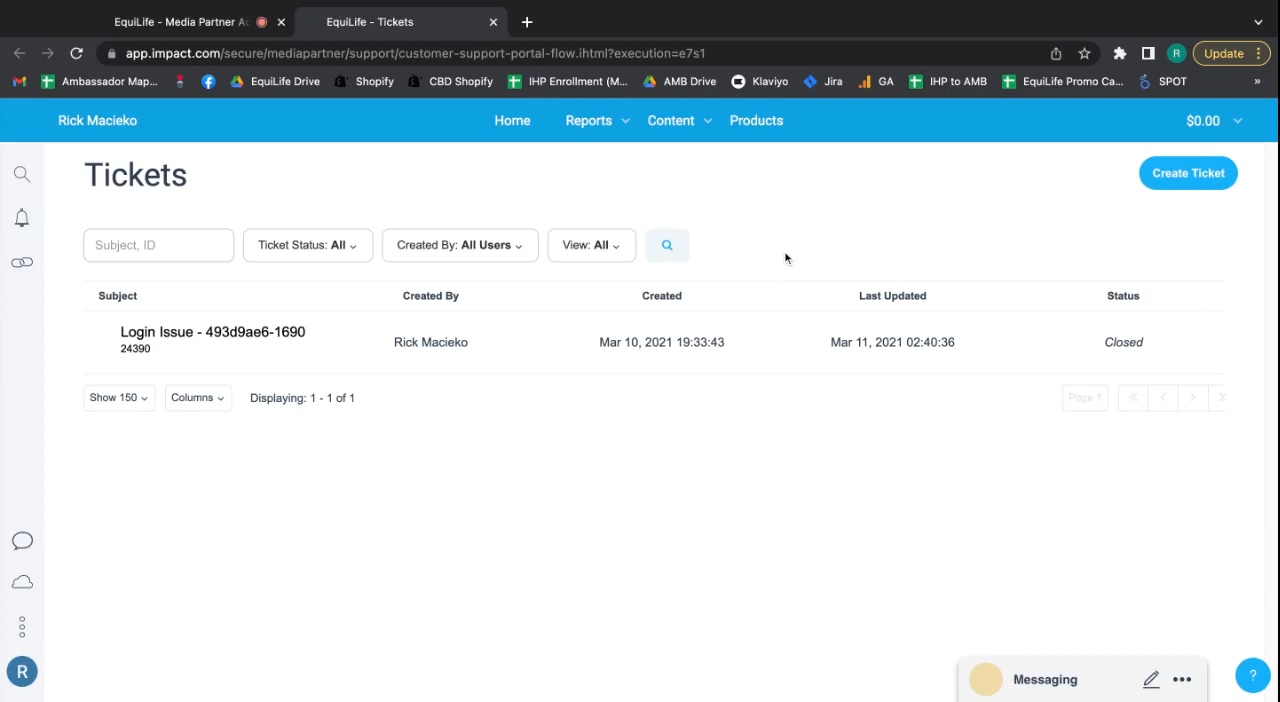 EquiLife - Media Partner Ac
EquiLife - Tickets
app.impact.com/secure/mediapartner/support/customer-support-portal-flow.ihtml?execution=e7s1
R
Update
Ambassador Map...
EquiLife Drive
Shopify
CBD Shopify
IHP Enrollment (M...
AMB Drive
Klaviyo
Jira
GA
IHP to AMB
EquiLife Promo Ca...
SPOT
»
Rick Macieko
Home
Reports
Content
Products
$0.00
Tickets
Create Ticket
Subject, ID
Ticket Status: All
Created By: All Users
View: All
Subject
Created By
Created
Last Updated
Status
Login Issue - 493d9ae6-1690
24390
Rick Macieko
Mar 10, 2021 19:33:43
Mar 11, 2021 02:40:36
Closed
Show 150
Columns
Displaying: 1 - 1 of 1
Page 1
R
Messaging
?